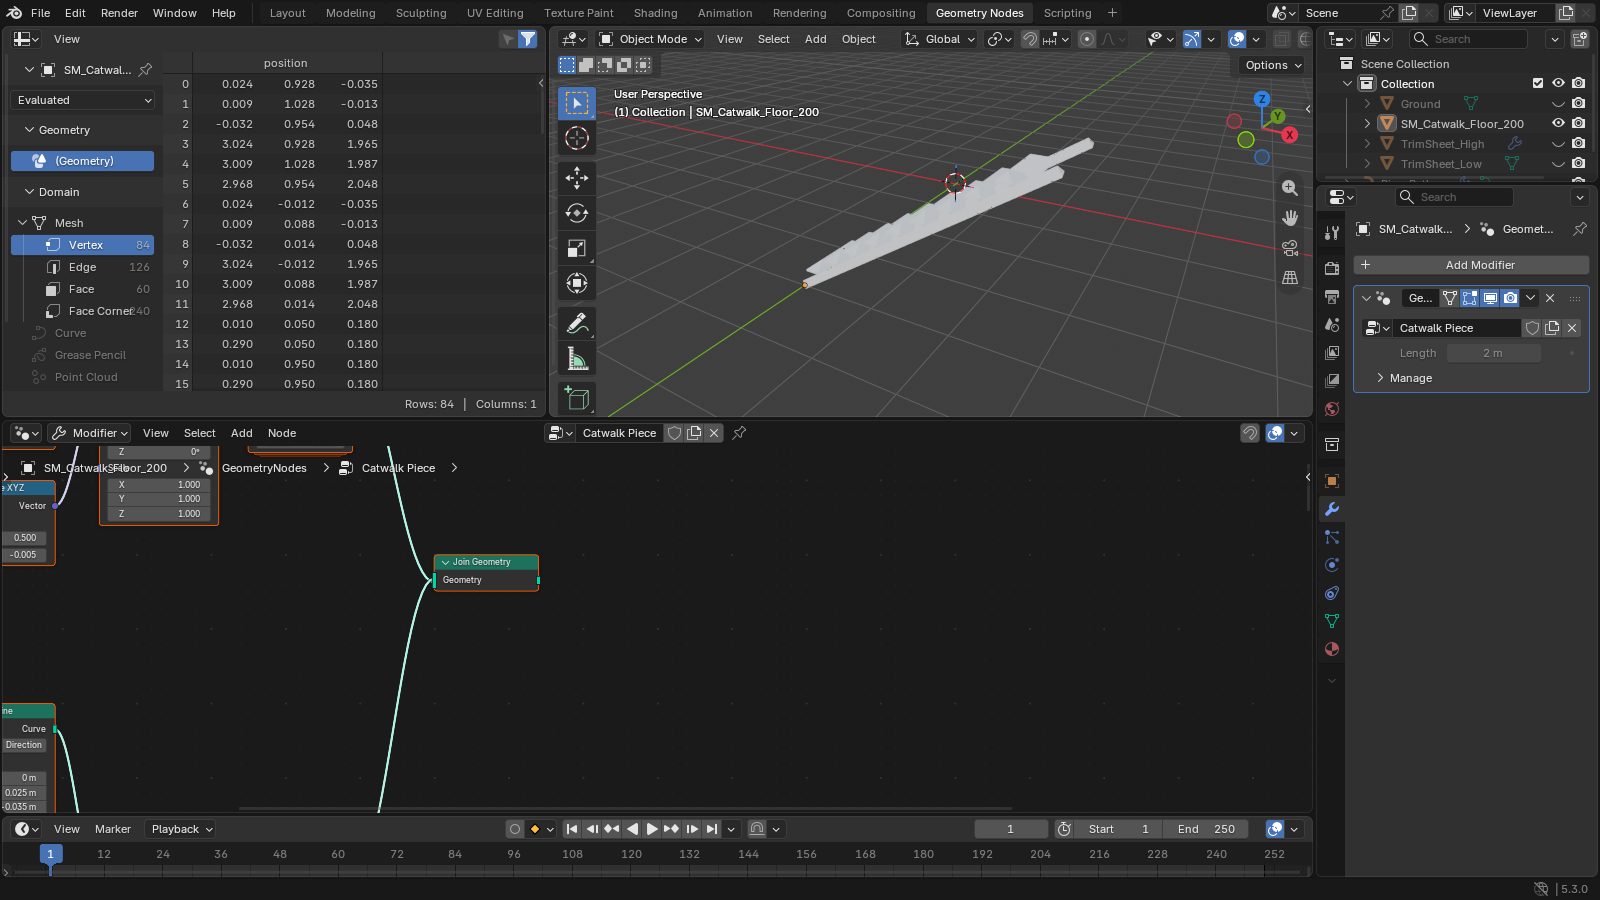 File Edit Render Window Help Layout Modeling Sculpting UV Editing Texture Paint Shading Animation Rendering Compositing Geometry Nodes Scripting Scene ViewLayer
View
SM_Catwal...
Evaluated
Geometry
(Geometry)
Domain
Mesh
Vertex 84
Edge 126
Face 60
Face Corner 240
Curve
Grease Pencil
Point Cloud
position
0 0.024 0.928 -0.035
1 0.009 1.028 -0.013
2 -0.032 0.954 0.048
3 3.024 0.928 1.965
4 3.009 1.028 1.987
5 2.968 0.954 2.048
6 0.024 -0.012 -0.035
7 0.009 0.088 -0.013
8 -0.032 0.014 0.048
9 3.024 -0.012 1.965
10 3.009 0.088 1.987
11 2.968 0.014 2.048
12 0.010 0.050 0.180
13 0.290 0.050 0.180
14 0.010 0.950 0.180
15 0.290 0.950 0.180
Rows: 84 | Columns: 1
Object Mode View Select Add Object Global
Options
User Perspective
(1) Collection | SM_Catwalk_Floor_200
Z
Y
X
Search
Scene Collection
Collection
Ground
SM_Catwalk_Floor_200
TrimSheet_High
TrimSheet_Low
Search
SM_Catwalk... Geomet...
Add Modifier
Ge...
Catwalk Piece
Length 2 m
Manage
Modifier View Select Add Node Catwalk Piece
Z 0°
SM_Catwalk_Floor_200 GeometryNodes Catwalk Piece
e XYZ
Vector
0.500
-0.005
X 1.000
Y 1.000
Z 1.000
Join Geometry
Geometry
ine
Curve
Direction
0 m
0.025 m
-0.035 m
View Marker Playback 1 Start 1 End 250
1 12 24 36 48 60 72 84 96 108 120 132 144 156 168 180 192 204 216 228 240 252
5.3.0